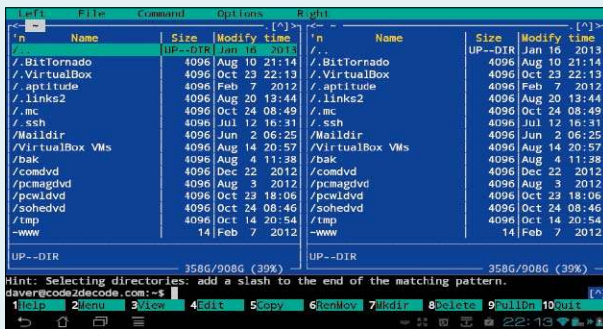 Left File Command Options Right
<- ~ .[^]> <- ~ .[^]>
'n Name Size Modify time 'n Name Size Modify time
/.. UP--DIR Jan 16 2013 /.. UP--DIR Jan 16 2013
/.BitTornado 4096 Aug 10 21:14 /.BitTornado 4096 Aug 10 21:14
/.VirtualBox 4096 Oct 23 22:13 /.VirtualBox 4096 Oct 23 22:13
/.aptitude 4096 Feb 7 2012 /.aptitude 4096 Feb 7 2012
/.links2 4096 Aug 20 13:44 /.links2 4096 Aug 20 13:44
/.mc 4096 Oct 24 08:49 /.mc 4096 Oct 24 08:49
/.ssh 4096 Jul 12 16:31 /.ssh 4096 Jul 12 16:31
/Maildir 4096 Jun 2 06:25 /Maildir 4096 Jun 2 06:25
/VirtualBox VMs 4096 Aug 14 20:57 /VirtualBox VMs 4096 Aug 14 20:57
/bak 4096 Aug 4 11:38 /bak 4096 Aug 4 11:38
/comdvd 4096 Dec 22 2012 /comdvd 4096 Dec 22 2012
/pcmagdvd 4096 Aug 3 2012 /pcmagdvd 4096 Aug 3 2012
/pcwldvd 4096 Oct 23 18:06 /pcwldvd 4096 Oct 23 18:06
/sohedvd 4096 Oct 24 08:46 /sohedvd 4096 Oct 24 08:46
/tmp 4096 Oct 14 20:54 /tmp 4096 Oct 14 20:54
~www 14 Feb 7 2012 ~www 14 Feb 7 2012
UP--DIR UP--DIR
358G/908G (39%) 358G/908G (39%)
Hint: Selecting directories: add a slash to the end of the matching pattern.
daver@code2decode.com:~$ [^]
1Help 2Menu 3View 4Edit 5Copy 6RenMov 7Mkdir 8Delete 9PullDn 10Quit
22:13